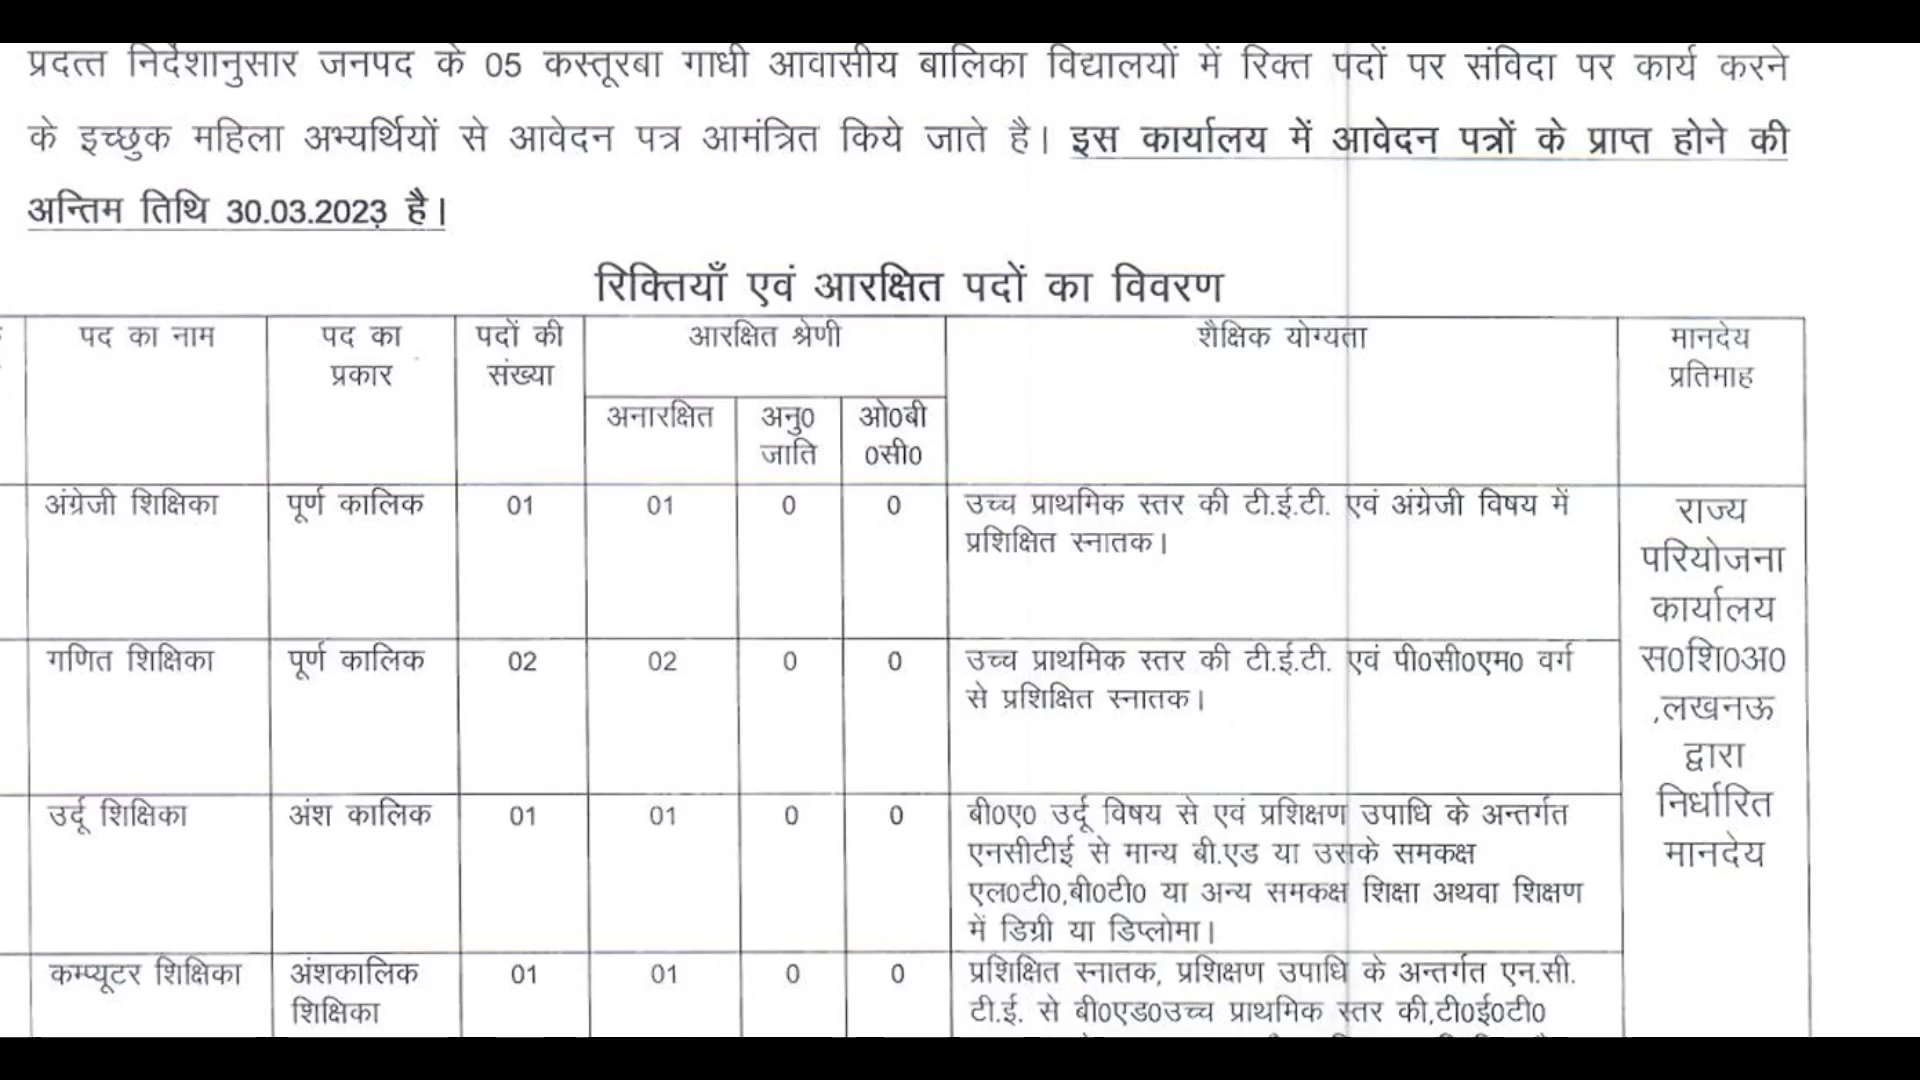 प्रदत्त निर्देशानुसार जनपद के 05 कस्तूरबा गाधी आवासीय बालिका विद्यालयों में रिक्त पदों पर संविदा पर कार्य करने
के इच्छुक महिला अभ्यर्थियों से आवेदन पत्र आमंत्रित किये जाते है। इस कार्यालय में आवेदन पत्रों के प्राप्त होने की
अन्तिम तिथि 30.03.2023 है।
रिक्तियाँ एवं आरक्षित पदों का विवरण
पद का नाम
पद का
प्रकार
पदों की
संख्या
आरक्षित श्रेणी
अनारक्षित
अनु0
जाति
ओ0बी
0सी0
शैक्षिक योग्यता
मानदेय
प्रतिमाह
अंग्रेजी शिक्षिका
पूर्ण कालिक
01
01
0
0
उच्च प्राथमिक स्तर की टी.ई.टी. एवं अंग्रेजी विषय में
प्रशिक्षित स्नातक।
राज्य
परियोजना
कार्यालय
स0शि0अ0
,लखनऊ
द्वारा
निर्धारित
मानदेय
गणित शिक्षिका
पूर्ण कालिक
02
02
0
0
उच्च प्राथमिक स्तर की टी.ई.टी. एवं पी0सी0एम0 वर्ग
से प्रशिक्षित स्नातक।
उर्दू शिक्षिका
अंश कालिक
01
01
0
0
बी0ए0 उर्दू विषय से एवं प्रशिक्षण उपाधि के अन्तर्गत
एनसीटीई से मान्य बी.एड या उसके समकक्ष
एल0टी0,बी0टी0 या अन्य समकक्ष शिक्षा अथवा शिक्षण
में डिग्री या डिप्लोमा।
कम्प्यूटर शिक्षिका
अंशकालिक
शिक्षिका
01
01
0
0
प्रशिक्षित स्नातक, प्रशिक्षण उपाधि के अन्तर्गत एन.सी.
टी.ई. से बी0एड0उच्च प्राथमिक स्तर की,टी0ई0टी0